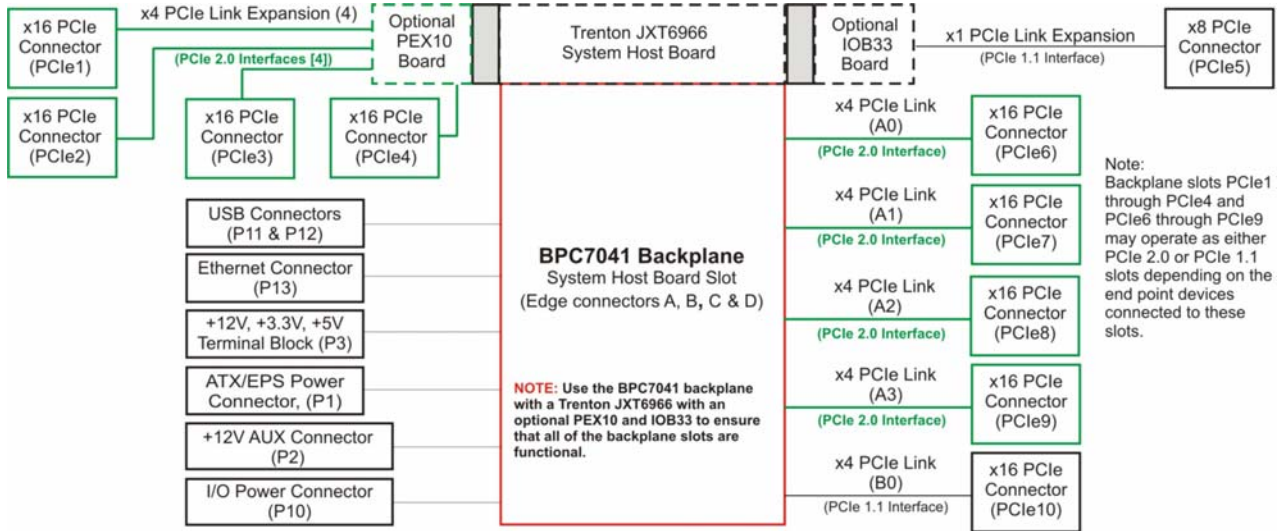 x16 PCIe
Connector
(PCIe1)
x4 PCIe Link Expansion (4)
(PCIe 2.0 Interfaces [4])
Optional
PEX10
Board
Trenton JXT6966
System Host Board
Optional
IOB33
Board
x1 PCIe Link Expansion
(PCIe 1.1 Interface)
x8 PCIe
Connector
(PCIe5)
x16 PCIe
Connector
(PCIe2)
x16 PCIe
Connector
(PCIe3)
x16 PCIe
Connector
(PCIe4)
USB Connectors
(P11 & P12)
Ethernet Connector
(P13)
+12V, +3.3V, +5V
Terminal Block (P3)
ATX/EPS Power
Connector, (P1)
+12V AUX Connector
(P2)
I/O Power Connector
(P10)
BPC7041 Backplane
System Host Board Slot
(Edge connectors A, B, C & D)
NOTE: Use the BPC7041 backplane
with a Trenton JXT6966 with an
optional PEX10 and IOB33 to ensure
that all of the backplane slots are
functional.
x4 PCIe Link
(A0)
(PCIe 2.0 Interface)
x16 PCIe
Connector
(PCIe6)
x4 PCIe Link
(A1)
(PCIe 2.0 Interface)
x16 PCIe
Connector
(PCIe7)
x4 PCIe Link
(A2)
(PCIe 2.0 Interface)
x16 PCIe
Connector
(PCIe8)
x4 PCIe Link
(A3)
(PCIe 2.0 Interface)
x16 PCIe
Connector
(PCIe9)
x4 PCIe Link
(B0)
(PCIe 1.1 Interface)
x16 PCIe
Connector
(PCIe10)
Note:
Backplane slots PCIe1
through PCIe4 and
PCIe6 through PCIe9
may operate as either
PCIe 2.0 or PCIe 1.1
slots depending on the
end point devices
connected to these
slots.